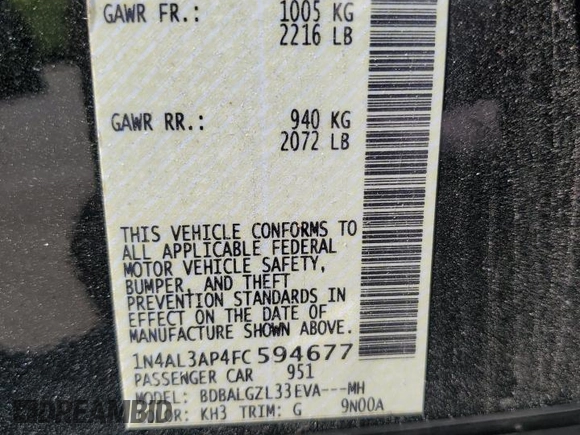 GAWR FR.: 1005 KG
2216 LB
GAWR RR.: 940 KG
2072 LB
THIS VEHICLE CONFORMS TO
ALL APPLICABLE FEDERAL
MOTOR VEHICLE SAFETY,
BUMPER, AND THEFT
PREVENTION STANDARDS IN
EFFECT ON THE DATE OF
MANUFACTURE SHOWN ABOVE.
1N4AL3AP4FC594677
PASSENGER CAR 951
MODEL: BDBALGZL33EVA---MH
OR: KH3 TRIM: G 9N00A
DREAMBID